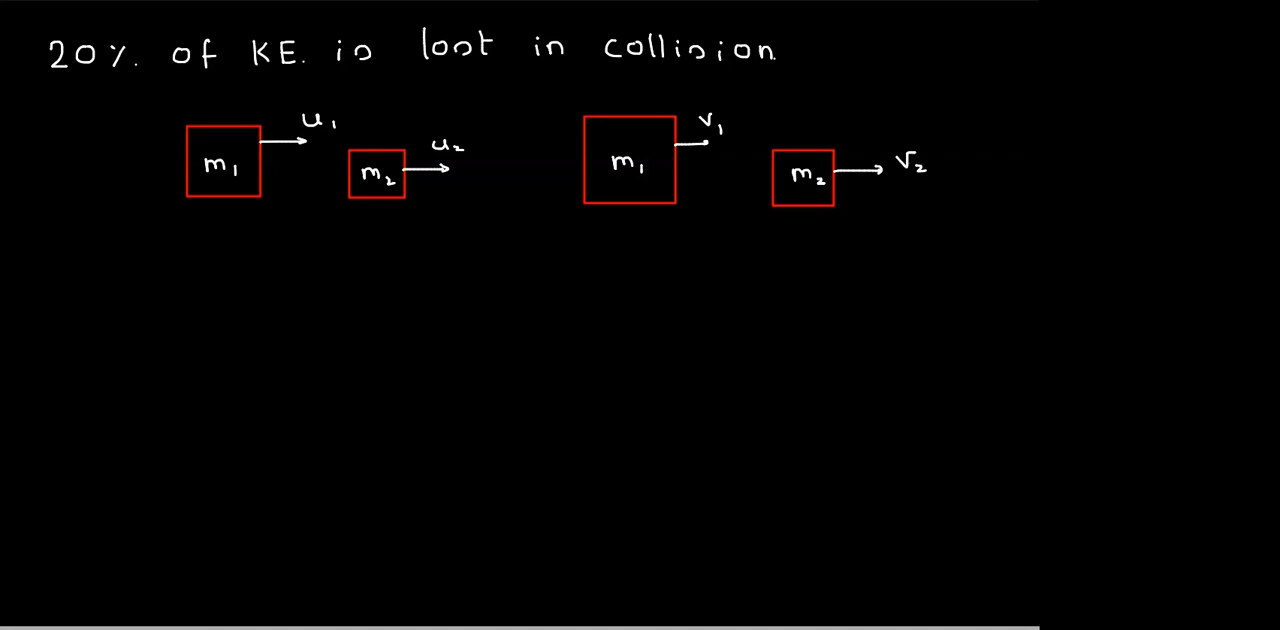 20%. of KE. is lost in collision.
u₁ v₁
u₂ v₂
m₁ m₂ m₁ m₂